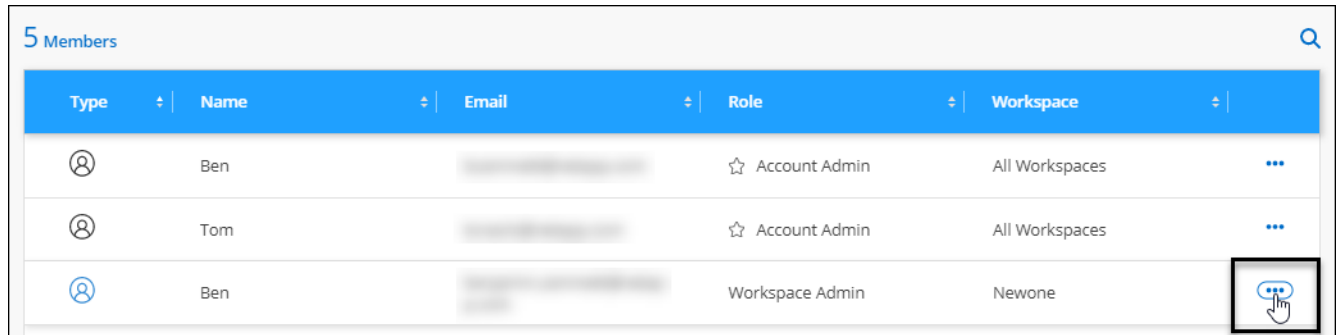 5 Members
Type Name Email Role Workspace
Ben Account Admin All Workspaces
Tom Account Admin All Workspaces
Ben Workspace Admin Newone